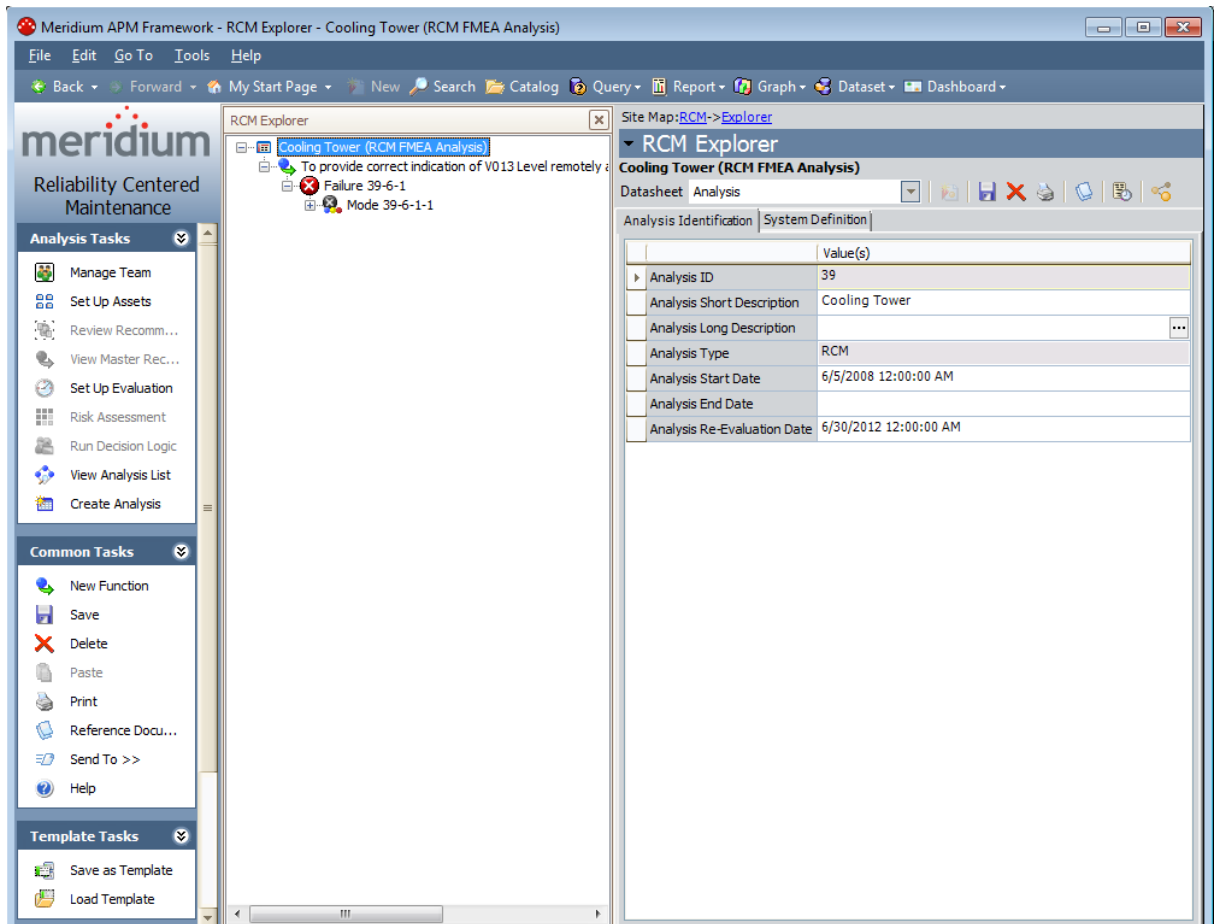 Meridium APM Framework - RCM Explorer - Cooling Tower (RCM FMEA Analysis)
File Edit Go To Tools Help
Back Forward My Start Page New Search Catalog Query Report Graph Dataset Dashboard
meridium
Reliability Centered
Maintenance
Analysis Tasks
Manage Team
Set Up Assets
Review Recomm...
View Master Rec...
Set Up Evaluation
Risk Assessment
Run Decision Logic
View Analysis List
Create Analysis
Common Tasks
New Function
Save
Delete
Paste
Print
Reference Docu...
Send To >>
Help
Template Tasks
Save as Template
Load Template
RCM Explorer
Cooling Tower (RCM FMEA Analysis)
To provide correct indication of V013 Level remotely a
Failure 39-6-1
Mode 39-6-1-1
Site Map:RCM->Explorer
RCM Explorer
Cooling Tower (RCM FMEA Analysis)
Datasheet Analysis
Analysis Identification System Definition
Value(s)
Analysis ID 39
Analysis Short Description Cooling Tower
Analysis Long Description ...
Analysis Type RCM
Analysis Start Date 6/5/2008 12:00:00 AM
Analysis End Date
Analysis Re-Evaluation Date 6/30/2012 12:00:00 AM